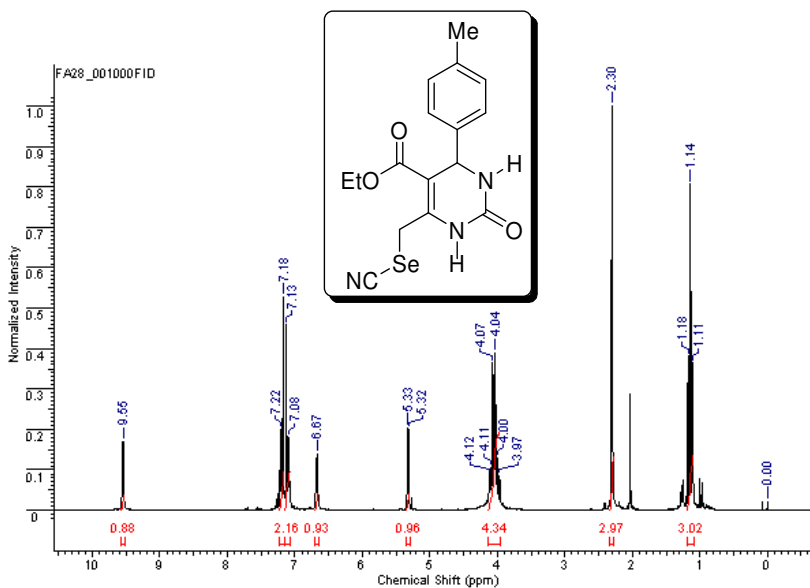 FA28_001000FID
Me
O
EtO
N
H
N
H
O
Se
NC
Normalized Intensity
1.0
0.9
0.8
0.7
0.6
0.5
0.4
0.3
0.2
0.1
0
9.55
7.22
7.18
7.13
7.08
6.67
5.33
5.32
4.12
4.11
4.07
4.04
4.00
3.97
2.30
1.18
1.14
1.11
-0.00
0.88 2.16 0.93 0.96 4.34 2.97 3.02
10 9 8 7 6 5 4 3 2 1 0
Chemical Shift (ppm)